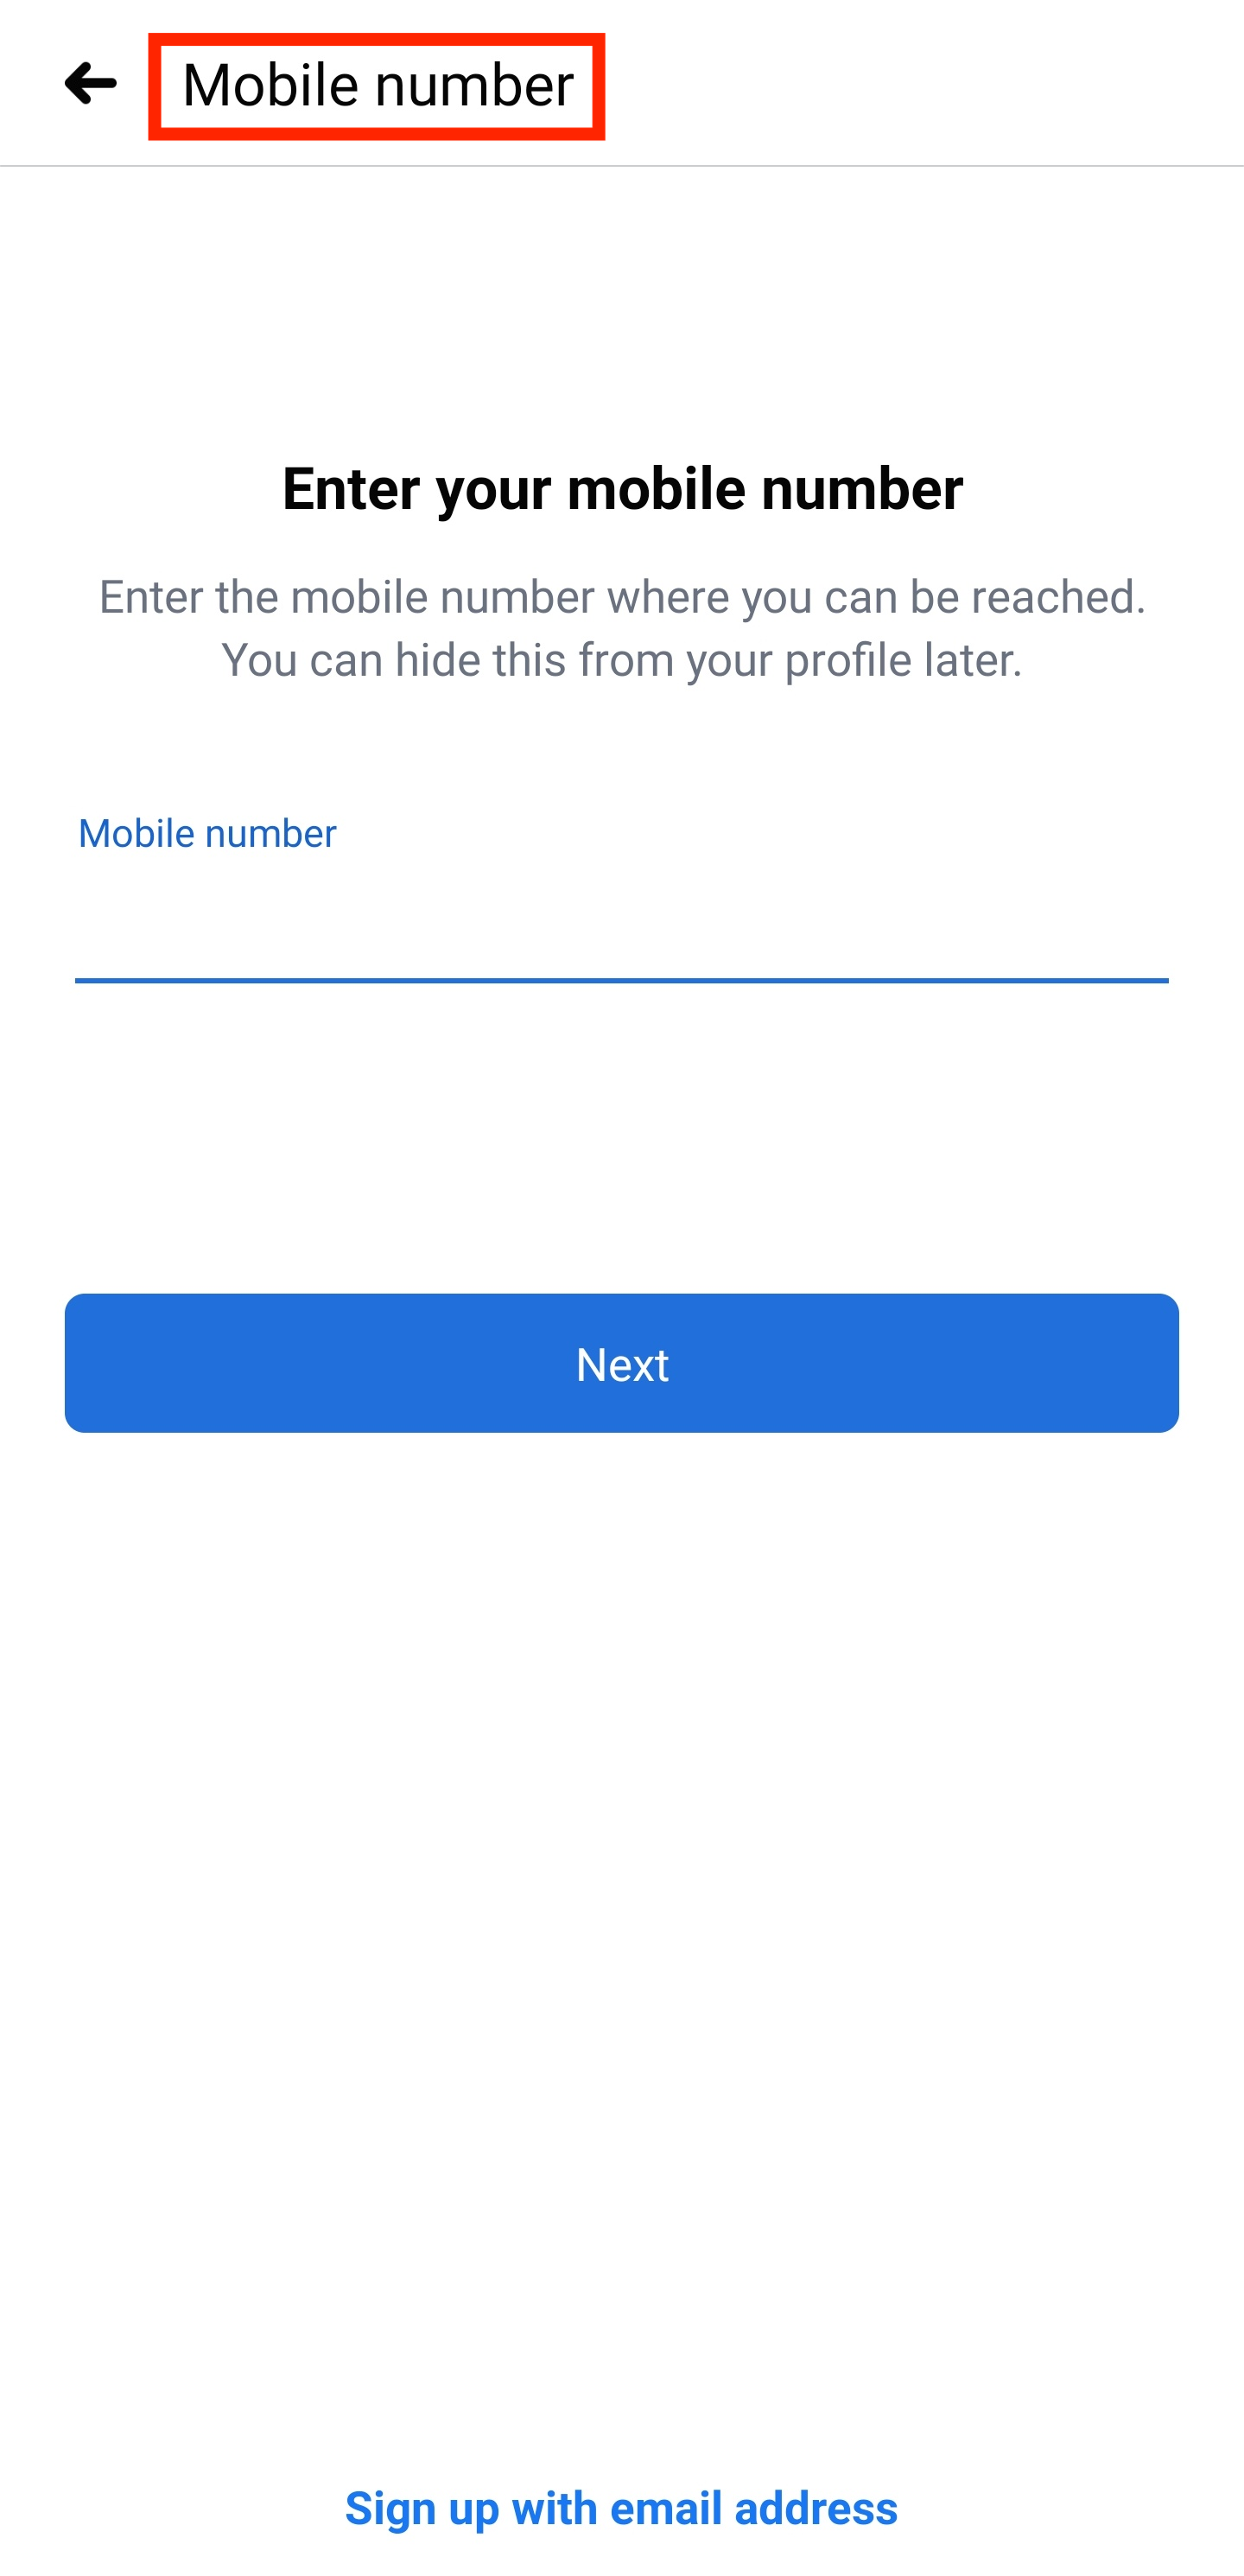 Mobile number
Enter your mobile number
Enter the mobile number where you can be reached.
You can hide this from your profile later.
Mobile number
Next
Sign up with email address